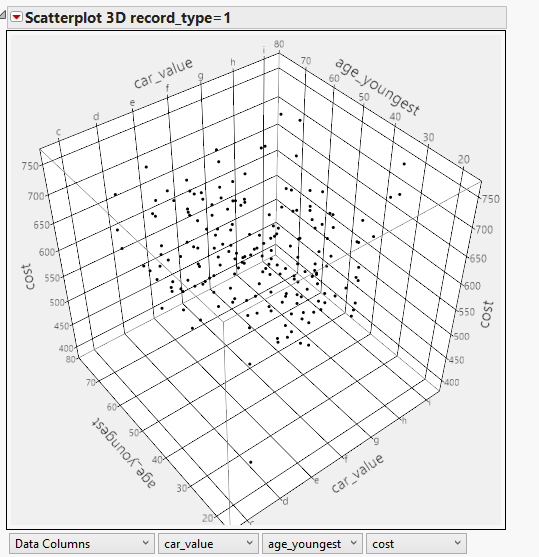 Scatterplot 3D record_type=1
car_value
c
d
e
f
g
h
i
80
70
60
50
40
30
20
age_youngest
750
700
650
600
550
500
450
400
cost
750
700
650
600
550
500
450
400
cost
80
70
60
50
40
30
20
age_youngest
c
d
e
f
g
h
i
car_value
Data Columns
car_value
age_youngest
cost